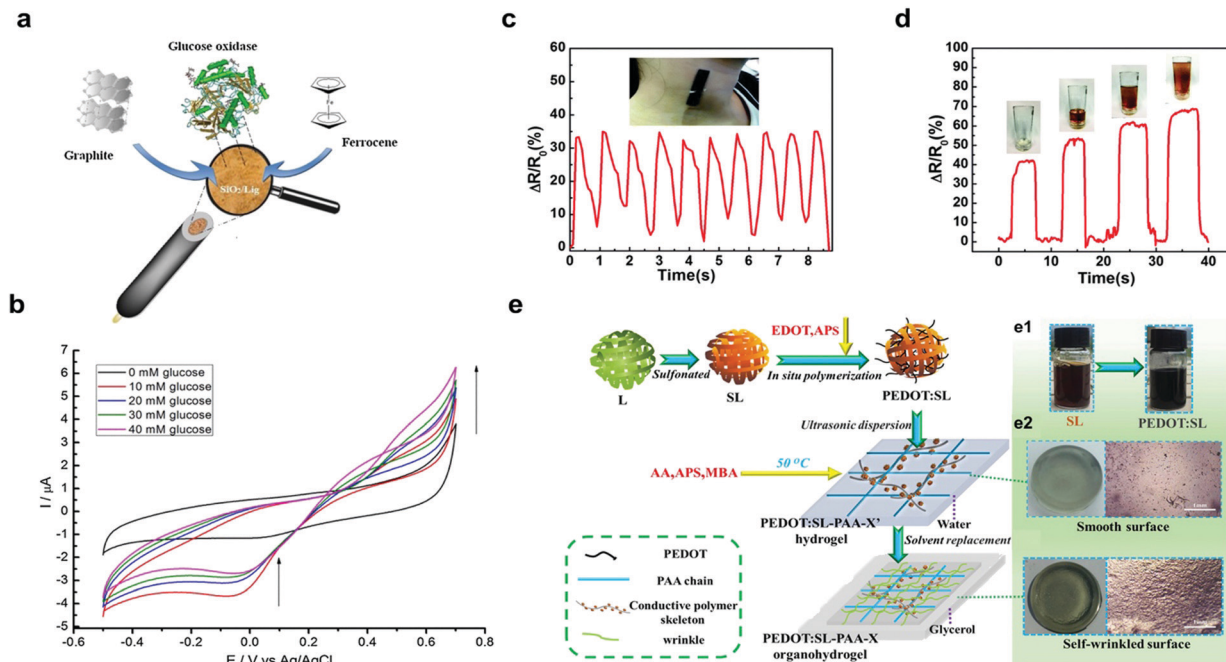 a
Glucose oxidase
Graphite
Ferrocene
Fe
SiO₂/Lig
b
I / µA
7
6
5
4
3
2
1
0
-1
-2
-3
-4
-5
0 mM glucose
10 mM glucose
20 mM glucose
30 mM glucose
40 mM glucose
-0.6 -0.4 -0.2 0.0 0.2 0.4 0.6 0.8
E / V vs Ag/AgCl
c
ΔR/R₀(%)
60
50
40
30
20
10
0
0 1 2 3 4 5 6 7 8
Time(s)
d
ΔR/R₀(%)
100
90
80
70
60
50
40
30
20
10
0
0 10 20 30 40
Time(s)
e
L
Sulfonated
SL
EDOT,APS
In situ polymerization
PEDOT:SL
Ultrasonic dispersion
AA,APS,MBA
50 °C
PEDOT:SL-PAA-X'
hydrogel
Water
Solvent replacement
PEDOT:SL-PAA-X
organohydrogel
Glycerol
PEDOT
PAA chain
Conductive polymer
skeleton
wrinkle
e1
SL
PEDOT:SL
e2
Smooth surface
Self-wrinkled surface